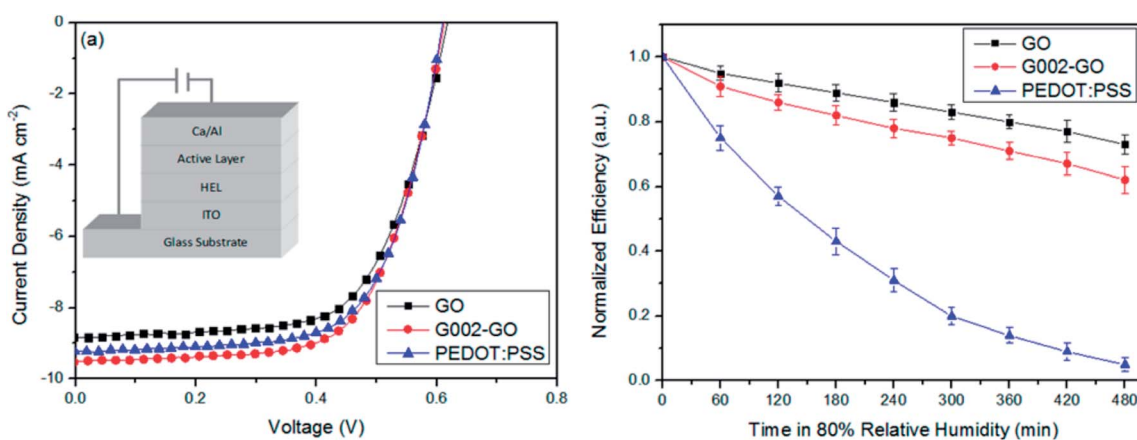 (a)
Current Density (mA cm-2)
0
-2
-4
-6
-8
-10
Ca/Al
Active Layer
HEL
ITO
Glass Substrate
GO
G002-GO
PEDOT:PSS
0.0 0.2 0.4 0.6 0.8
Voltage (V)
Normalized Efficiency (a.u.)
1.0
0.8
0.6
0.4
0.2
0.0
GO
G002-GO
PEDOT:PSS
0 60 120 180 240 300 360 420 480
Time in 80% Relative Humidity (min)